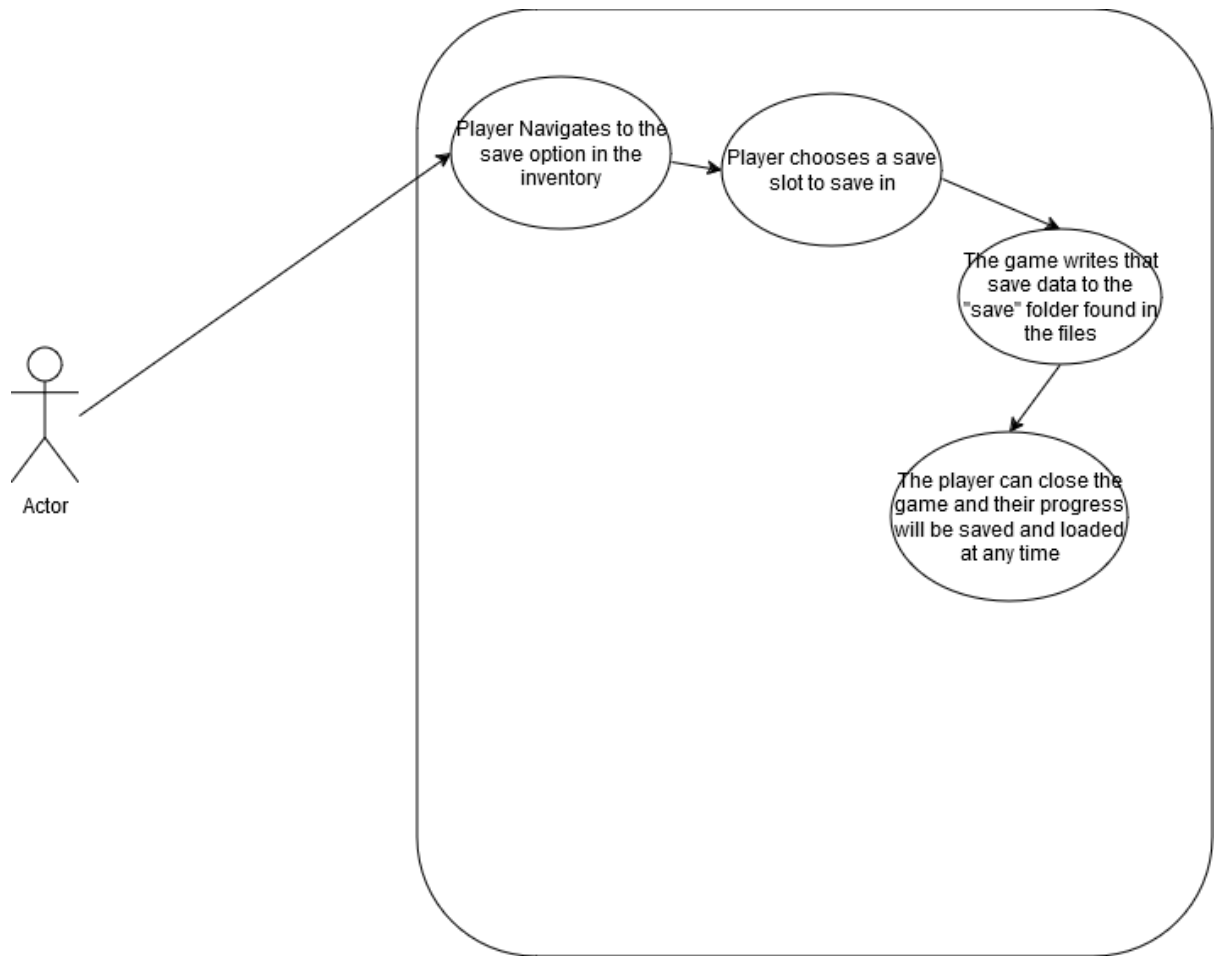 Player Navigates to the
save option in the
inventory
Player chooses a save
slot to save in
The game writes that
save data to the
"save" folder found in
the files
The player can close the
game and their progress
will be saved and loaded
at any time
Actor